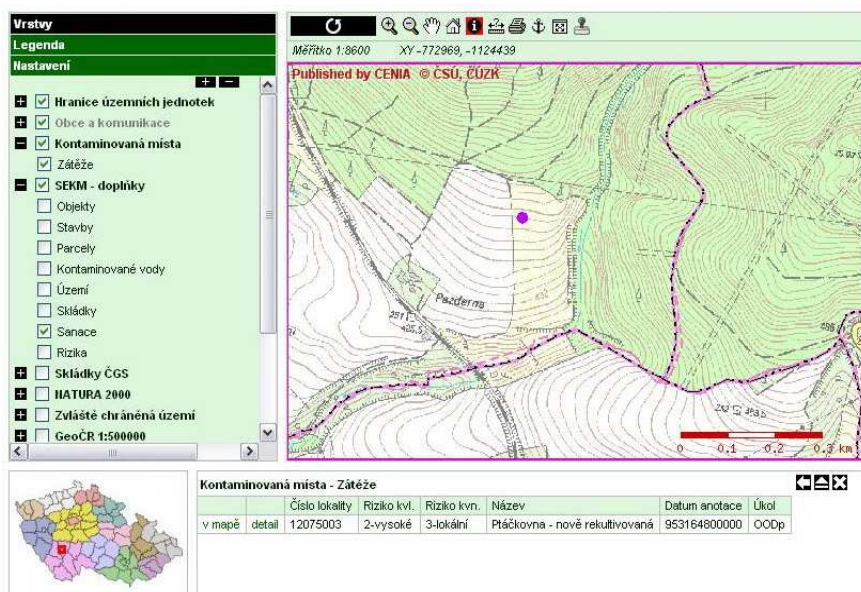 Vrstvy
Legenda
Nastavení
Hranice územních jednotek
Obce a komunikace
Kontaminovaná místa
Zátěže
SEKM - doplňky
Objekty
Stavby
Parcely
Kontaminované vody
Území
Skládky
Sanace
Rizika
Skládky ČGS
NATURA 2000
Zvláště chráněná území
GeoČR 1:500000
Měřítko 1:8600 XY -772969, -1124439
Published by CENIA © ČSÚ, ČÚZK
Pazderna
425.5
0 0.1 0.2 0.3 km
Kontaminovaná místa - Zátěže
Číslo lokality Riziko kvl. Riziko kvn. Název Datum anotace Úkol
v mapě detail 12075003 2-vysoké 3-lokální Ptáčkovna - nově rekultivovaná 953164800000 OODp